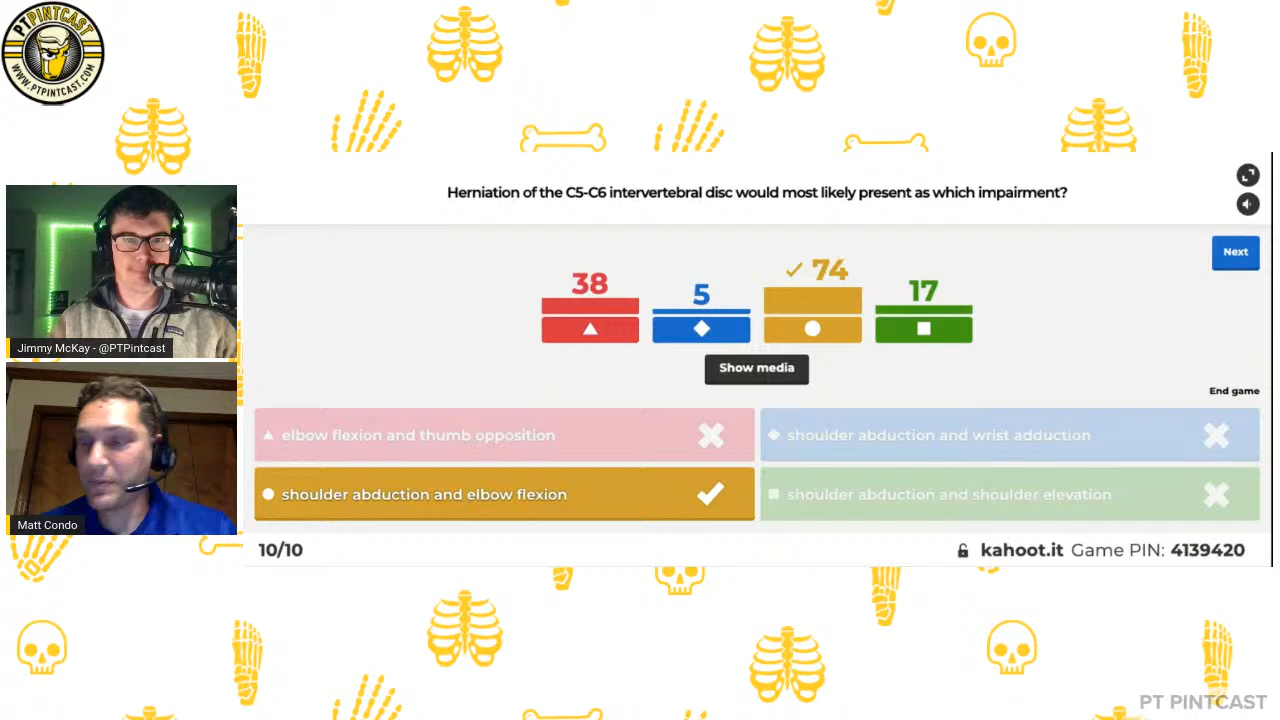 PTPINTCAST
WWW.PTPINTCAST.COM
Herniation of the C5-C6 intervertebral disc would most likely present as which impairment?
Next
38
5
74
17
Show media
End game
elbow flexion and thumb opposition
shoulder abduction and wrist adduction
shoulder abduction and elbow flexion
shoulder abduction and shoulder elevation
10/10
kahoot.it Game PIN: 4139420
Jimmy McKay - @PTPintcast
Matt Condo
PT PINTCAST